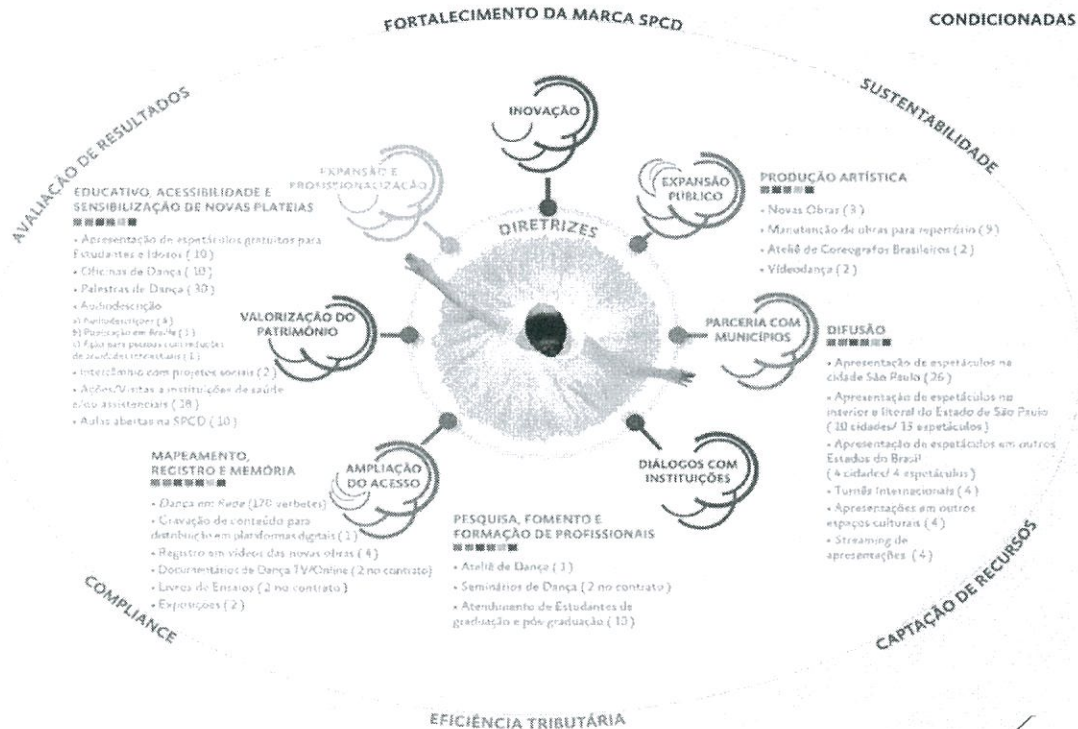 FORTALECIMENTO DA MARCA SPCD
CONDICIONADAS
AVALIAÇÃO DE RESULTADOS
SUSTENTABILIDADE
INOVAÇÃO
EXPANSÃO E
PROFISSIONALIZAÇÃO
EXPANSÃO
PÚBLICO
DIRETRIZES
VALORIZAÇÃO DO
PATRIMÔNIO
PARCERIA COM
MUNICÍPIOS
AMPLIAÇÃO
DO ACESSO
DIÁLOGOS COM
INSTITUIÇÕES
EDUCATIVO, ACESSIBILIDADE E
SENSIBILIZAÇÃO DE NOVAS PLATEIAS
• Apresentação de espetáculos gratuitos para
Estudantes e Idosos ( 10 )
• Oficinas de Dança ( 10 )
• Palestras de Dança ( 30 )
• Audiodescrição
a) Audiodescrições ( 4 )
b) Publicação em Braille ( 1 )
• Intercâmbio com projetos sociais ( 2 )
• Ações/Visitas a instituições de saúde
e/ou assistenciais ( 18 )
• Aulas abertas na SPCD ( 10 )
PRODUÇÃO ARTÍSTICA
• Novas Obras ( 3 )
• Manutenção de obras para repertório ( 9 )
• Ateliê de Coreografos Brasileiros ( 2 )
• Videodança ( 2 )
DIFUSÃO
• Apresentação de espetáculos na
cidade São Paulo ( 26 )
• Apresentação de espetáculos no
interior e litoral do Estado de São Paulo
( 10 cidades/ 13 espetáculos )
• Apresentação de espetáculos em outros
Estados do Brasil
( 4 cidades/ 4 espetáculos )
• Turnês Internacionais ( 4 )
• Apresentações em outros
espaços culturais ( 4 )
• Streaming de
apresentações ( 4 )
MAPEAMENTO,
REGISTRO E MEMÓRIA
• Dança em Rede (120 verbetes)
• Gravação de conteúdo para
distribuição em plataformas digitais ( 1 )
• Registro em vídeos das novas obras ( 4 )
• Documentários de Dança TV/Online ( 2 no contrato )
• Livros de Ensaios ( 2 no contrato )
• Exposições ( 2 )
PESQUISA, FOMENTO E
FORMAÇÃO DE PROFISSIONAIS
• Ateliê de Dança ( 1 )
• Seminários de Dança ( 2 no contrato )
• Atendimento de Estudantes de
graduação e pós-graduação ( 10 )
COMPLIANCE
CAPTAÇÃO DE RECURSOS
EFICIÊNCIA TRIBUTÁRIA